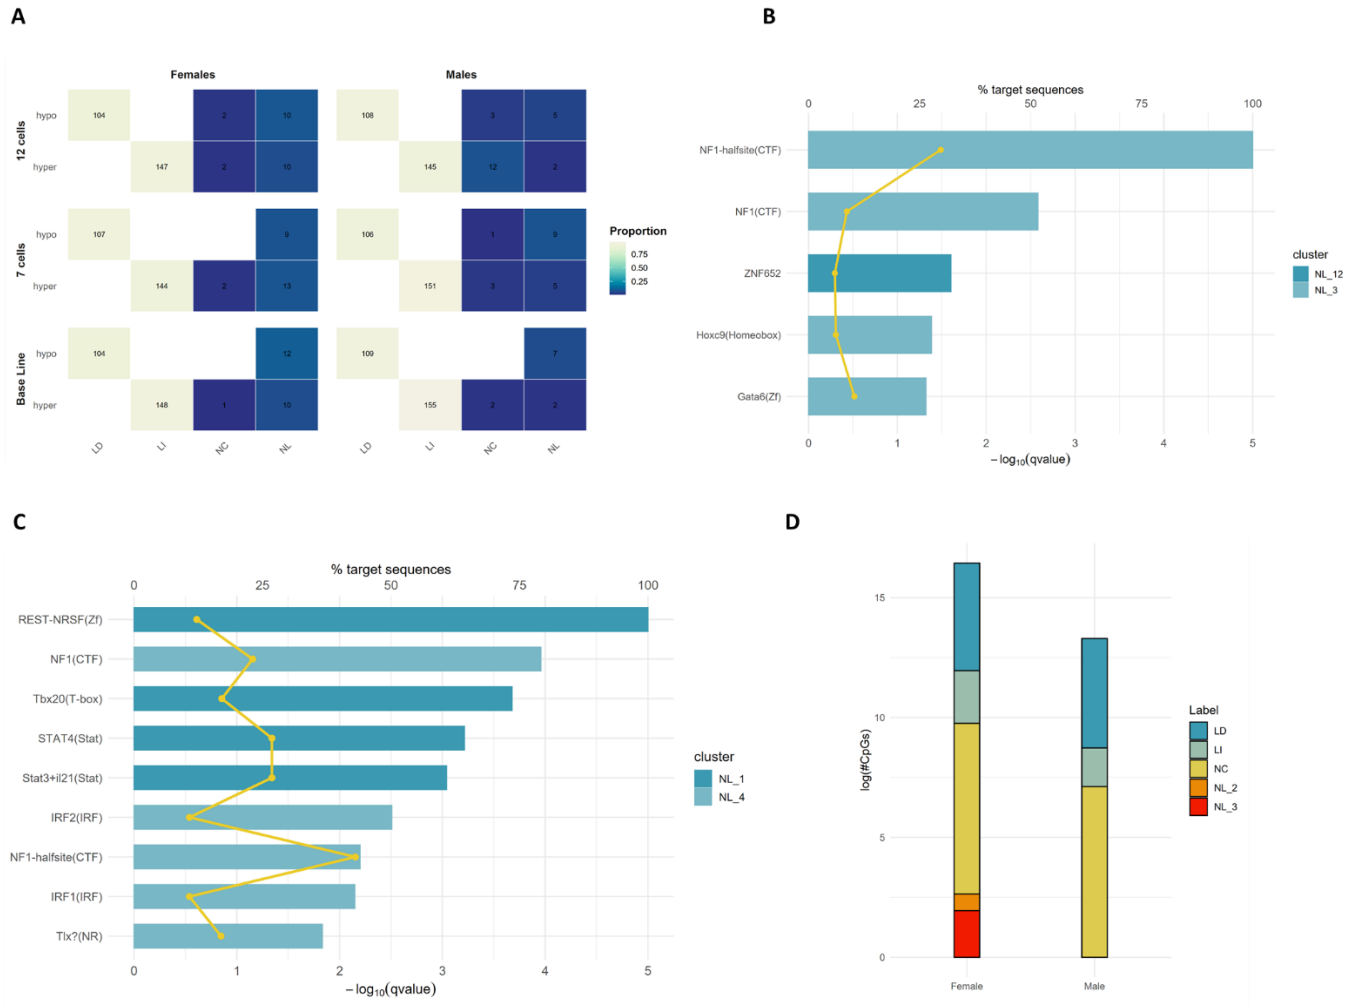 A
Females
Males
12 cells
hypo
104
2
10
108
3
5
hyper
147
2
10
145
12
2
7 cells
hypo
107
9
106
1
9
hyper
144
2
13
151
3
5
Base Line
hypo
104
12
109
7
hyper
148
1
10
155
2
2
LD
LI
NC
NL
LD
LI
NC
NL
Proportion
0.75
0.50
0.25
B
% target sequences
0
25
50
75
100
NF1-halfsite(CTF)
NF1(CTF)
ZNF652
Hoxc9(Homeobox)
Gata6(Zf)
0
1
2
3
4
5
−log10(qvalue)
cluster
NL_12
NL_3
C
% target sequences
0
25
50
75
100
REST-NRSF(Zf)
NF1(CTF)
Tbx20(T-box)
STAT4(Stat)
Stat3+il21(Stat)
IRF2(IRF)
NF1-halfsite(CTF)
IRF1(IRF)
Tlx?(NR)
0
1
2
3
4
5
−log10(qvalue)
cluster
NL_1
NL_4
D
log(#CpGs)
15
10
5
0
Female
Male
Label
LD
LI
NC
NL_2
NL_3